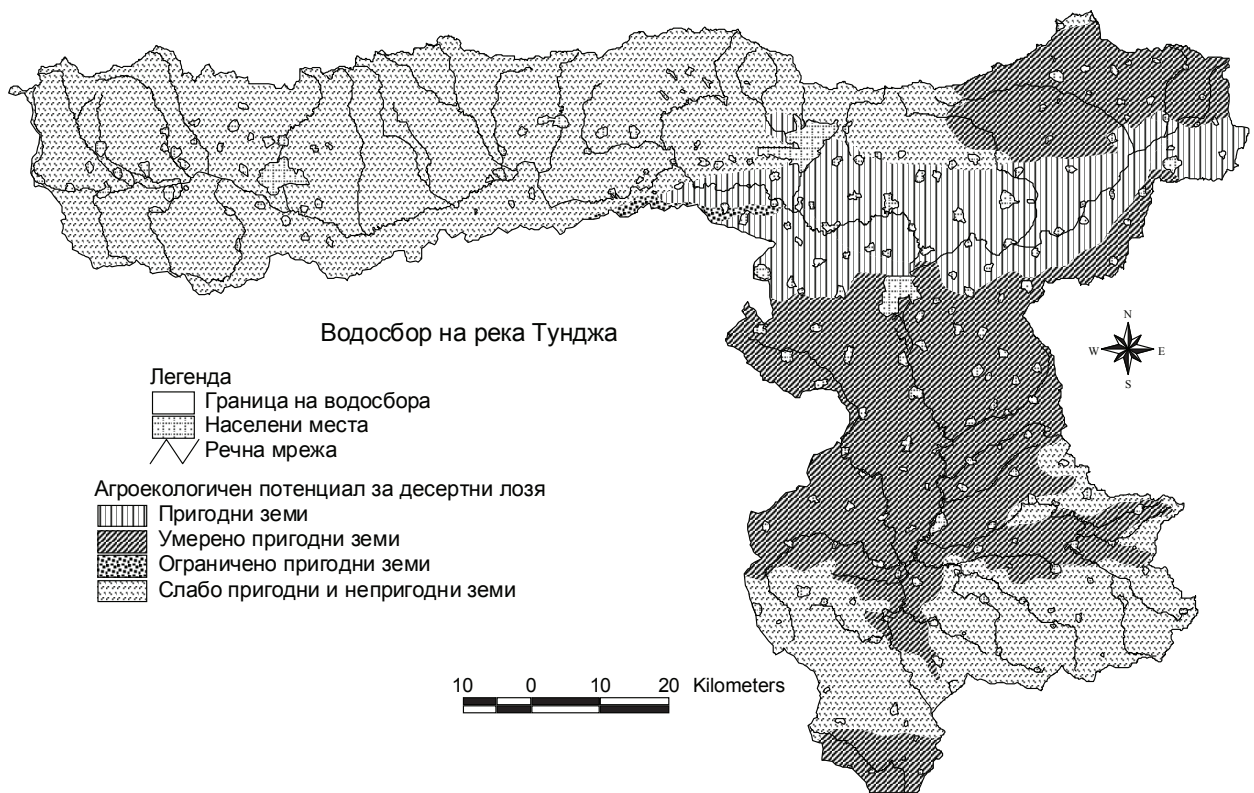 N
W E
S
Водосбор на река Тунджа
Легенда
Граница на водосбора
Населени места
Речна мрежа
Агроекологичен потенциал за десертни лозя
Пригодни земи
Умерено пригодни земи
Ограничено пригодни земи
Слабо пригодни и непригодни земи
10 0 10 20 Kilometers